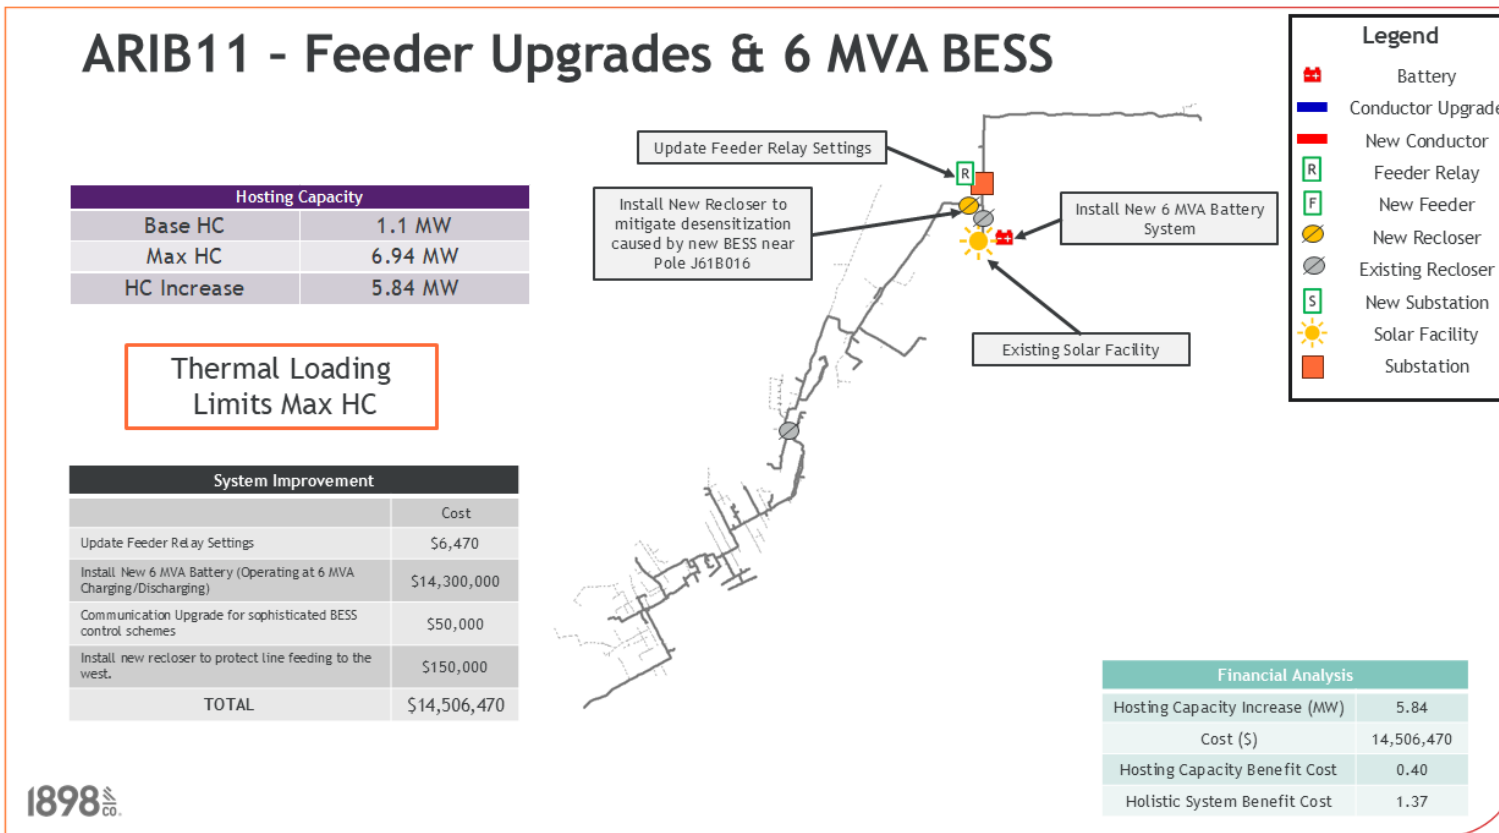 ARIB11 – Feeder Upgrades & 6 MVA BESS
Legend
Battery
Conductor Upgrade
New Conductor
R
Feeder Relay
F
New Feeder
New Recloser
Existing Recloser
S
New Substation
Solar Facility
Substation
Update Feeder Relay Settings
R
Install New Recloser to
mitigate desensitization
caused by new BESS near
Pole J61B016
Install New 6 MVA Battery
System
Existing Solar Facility
Hosting Capacity
Base HC 1.1 MW
Max HC 6.94 MW
HC Increase 5.84 MW
Thermal Loading
Limits Max HC
System Improvement
Cost
Update Feeder Relay Settings $6,470
Install New 6 MVA Battery (Operating at 6 MVA
Charging/Discharging) $14,300,000
Communication Upgrade for sophisticated BESS
control schemes $50,000
Install new recloser to protect line feeding to the
west. $150,000
TOTAL $14,506,470
Financial Analysis
Hosting Capacity Increase (MW) 5.84
Cost ($) 14,506,470
Hosting Capacity Benefit Cost 0.40
Holistic System Benefit Cost 1.37
1898 & CO.